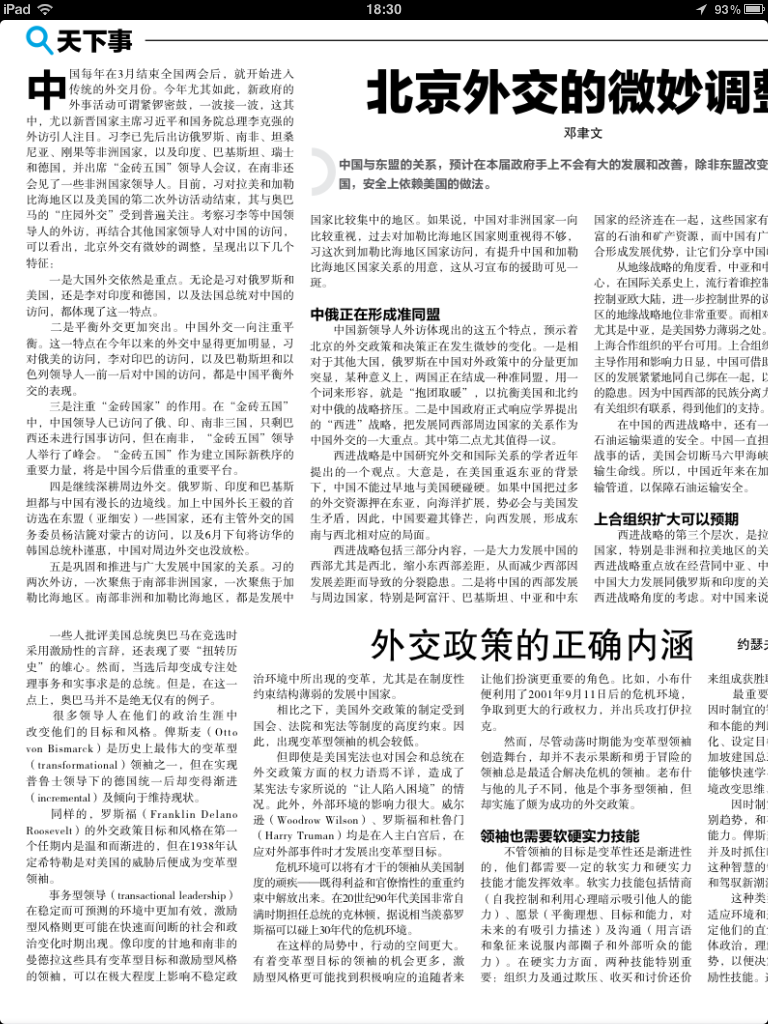 iPad
18:30
93%
天下事
北京外交的微妙调整
邓聿文
中国与东盟的关系，预计在本届政府手上不会有大的发展和改善，除非东盟改变
国，安全上依赖美国的做法。
中国每年在3月结束全国两会后，就开始进入
传统的外交月份。今年尤其如此，新政府的
外事活动可谓紧锣密鼓，一波接一波，这其
中，尤以新晋国家主席习近平和国务院总理李克强的
外访引人注目。习李已先后出访俄罗斯、南非、坦桑
尼亚、刚果等非洲国家，以及印度、巴基斯坦、瑞士
和德国，并出席“金砖五国”领导人会议，在南非还
会见了一些非洲国家领导人。目前，习对拉美和加勒
比海地区以及美国的第二次外访活动结束，其与奥巴
马的“庄园外交”受到普遍关注。考察习李等中国领
导人的外访，再结合其他国家领导人对中国的访问，
可以看出，北京外交有微妙的调整，呈现出以下几个
特征：
一是大国外交依然是重点。无论是习对俄罗斯和
美国，还是李对印度和德国，以及法国总统对中国的
访问，都体现了这一特点。
二是平衡外交更加突出。中国外交一向注重平
衡。这一特点在今年以来的外交中显得更加明显，习
对俄美的访问，李对印巴的访问，以及巴勒斯坦和以
色列领导人一前一后对中国的访问，都是中国平衡外
交的表现。
三是注重“金砖国家”的作用。在“金砖五国”
中，中国领导人已访问了俄、印、南非三国，只剩巴
西还未进行国事访问，但在南非，“金砖五国”领导
人举行了峰会。“金砖五国”作为建立国际新秩序的
重要力量，将是中国今后借重的重要平台。
四是继续深耕周边外交。俄罗斯、印度和巴基斯
坦都与中国有漫长的边境线。加上中国外长王毅的首
访选在东盟（亚细安）一些国家，还有主管外交的国
务委员杨洁篪对蒙古的访问，以及6月下旬将访华的
韩国总统朴谨惠，中国对周边外交也没放松。
五是巩固和推进与广大发展中国家的关系。习的
两次外访，一次聚焦于南部非洲国家，一次聚焦于加
勒比海地区。南部非洲和加勒比海地区，都是发展中
国家比较集中的地区。如果说，中国对非洲国家一向
比较重视，过去对加勒比海地区国家则重视得不够，
习这次到加勒比海地区国家访问，有提升中国和加勒
比海地区国家关系的用意，这从习宣布的援助可见一
斑。
中俄正在形成准同盟
中国新领导人外访体现出的这五个特点，预示着
北京的外交政策和决策正在发生微妙的变化。一是相
对于其他大国，俄罗斯在中国对外政策中的分量更加
突显，某种意义上，两国正在结成一种准同盟，用一
个词来形容，就是“抱团取暖”，以抗衡美国和北约
对中俄的战略挤压。二是中国政府正式响应学界提出
的“西进”战略，把发展同西部周边国家的关系作为
中国外交的一大重点。其中第二点尤其值得一议。
西进战略是中国研究外交和国际关系的学者近年
提出的一个观点。大意是，在美国重返东亚的背景
下，中国不能过早地与美国硬碰硬。如果中国把过多
的外交资源押在东亚，向海洋扩展，势必会与美国发
生矛盾，因此，中国要避其锋芒，向西发展，形成东
南与西北相对应的局面。
西进战略包括三部分内容，一是大力发展中国的
西部尤其是西北，缩小东西部差距，从而减少西部因
发展差距而导致的分裂隐患。二是将中国的西部发展
与周边国家，特别是阿富汗、巴基斯坦、中亚和中东
国家的经济连在一起，这些国家有
富的石油和矿产资源，而中国有广
合形成发展优势，让它们分享中国
从地缘战略的角度看，中亚和中
心，在国际关系史上，流行着谁控制
控制亚欧大陆，进一步控制世界的说
区的地缘战略地位非常重要。而相对
尤其是中亚，是美国势力薄弱之处。
上海合作组织的平台可用。上合组织
主导作用和影响力日显，中国可借助
区的发展紧紧地同自己绑在一起，以
的隐患。因为中国西部的民族分离力
有关组织有联系，得到他们的支持。
在中国的西进战略中，还有一
石油运输渠道的安全。中国一直担
战事的话，美国会切断马六甲海峡
输生命线。所以，中国近年来在加
输管道，以保障石油运输安全。
上合组织扩大可以预期
西进战略的第三个层次，是拉
国家，特别是非洲和拉美地区的关
西进战略重点放在经营同中亚、中
中国大力发展同俄罗斯和印度的关
西进战略角度的考虑。对中国来说
外交政策的正确内涵
约瑟夫
一些人批评美国总统奥巴马在竞选时
采用激励性的言辞，还表现了要“扭转历
史”的雄心。然而，当选后却变成专注处
理事务和实事求是的总统。但是，在这一
点上，奥巴马并不是绝无仅有的例子。
很多领导人在他们的政治生涯中
改变他们的目标和风格。俾斯麦（Otto
von Bismarck）是历史上最伟大的变革型
（transformational）领袖之一，但在实现
普鲁士领导下的德国统一后却变得渐进
（incremental）及倾向于维持现状。
同样的，罗斯福（Franklin Delano
Roosevelt）的外交政策目标和风格在第一
个任期内是温和而渐进的，但在1938年认
定希特勒是对美国的威胁后便成为变革型
领袖。
事务型领导（transactional leadership）
在稳定而可预测的环境中更加有效，激励
型风格则更可能在快速而间断的社会和政
治变化时期出现。像印度的甘地和南非的
曼德拉这些具有变革型目标和激励型风格
的领袖，可以在极大程度上影响不稳定政
治环境中所出现的变革，尤其是在制度性
约束结构薄弱的发展中国家。
相比之下，美国外交政策的制定受到
国会、法院和宪法等制度的高度约束。因
此，出现变革型领袖的机会较低。
但即使是美国宪法也对国会和总统在
外交政策方面的权力语焉不详，造成了
某宪法专家所说的“让人陷入困境”的情
况。此外，外部环境的影响力很大。威尔
逊（Woodrow Wilson）、罗斯福和杜鲁门
（Harry Truman）均是在人主白宫后，在
应对外部事件时才发展出变革型目标。
危机环境可以将有才干的领袖从美国制
度的顽疾——既得利益和官僚惰性的重重约
束中解放出来。在20世纪90年代美国非常自
满时期担任总统的克林顿，据说相当羡慕罗
斯福可以碰上30年代的危机环境。
在这样的局势中，行动的空间更大。
有着变革型目标的领袖的机会更多，激
励型风格更可能找到积极响应的追随者来
让他们扮演更重要的角色。比如，小布什
便利用了2001年9月11日后的危机环境，
争取到更大的行政权力，并出兵攻打伊拉
克。
然而，尽管动荡时期能为变革型领袖
创造舞台，却并不表示果断和勇于冒险的
领袖总是最适合解决危机的领袖。老布什
与他的儿子不同，他是个事务型领袖，但
却实施了颇为成功的外交政策。
领袖也需要软硬实力技能
不管领袖的目标是变革性还是渐进性
的，他们都需要一定的软实力和硬实力
技能才能发挥效率。软实力技能包括情商
（自我控制和利用心理暗示吸引他人的能
力）、愿景（平衡理想、目标和能力，对
未来的有吸引力描述）及沟通（用言语
和象征来说服内部圈子和外部听众的能
力）。在硬实力方面，两种技能特别重
要：组织力及通过欺压、收买和讨价还价
来组成获胜联
最重要
因时制宜的
和本能的判断
化、设定目标
加坡建国总
能够快速学
境改变思维
因时制
别趋势，和
能力。俾斯麦
并及时抓住
这种智慧的
和驾驭新潮
这种美
适应环境和
定他们的直
体政治，理
势，以便决
励性技能。